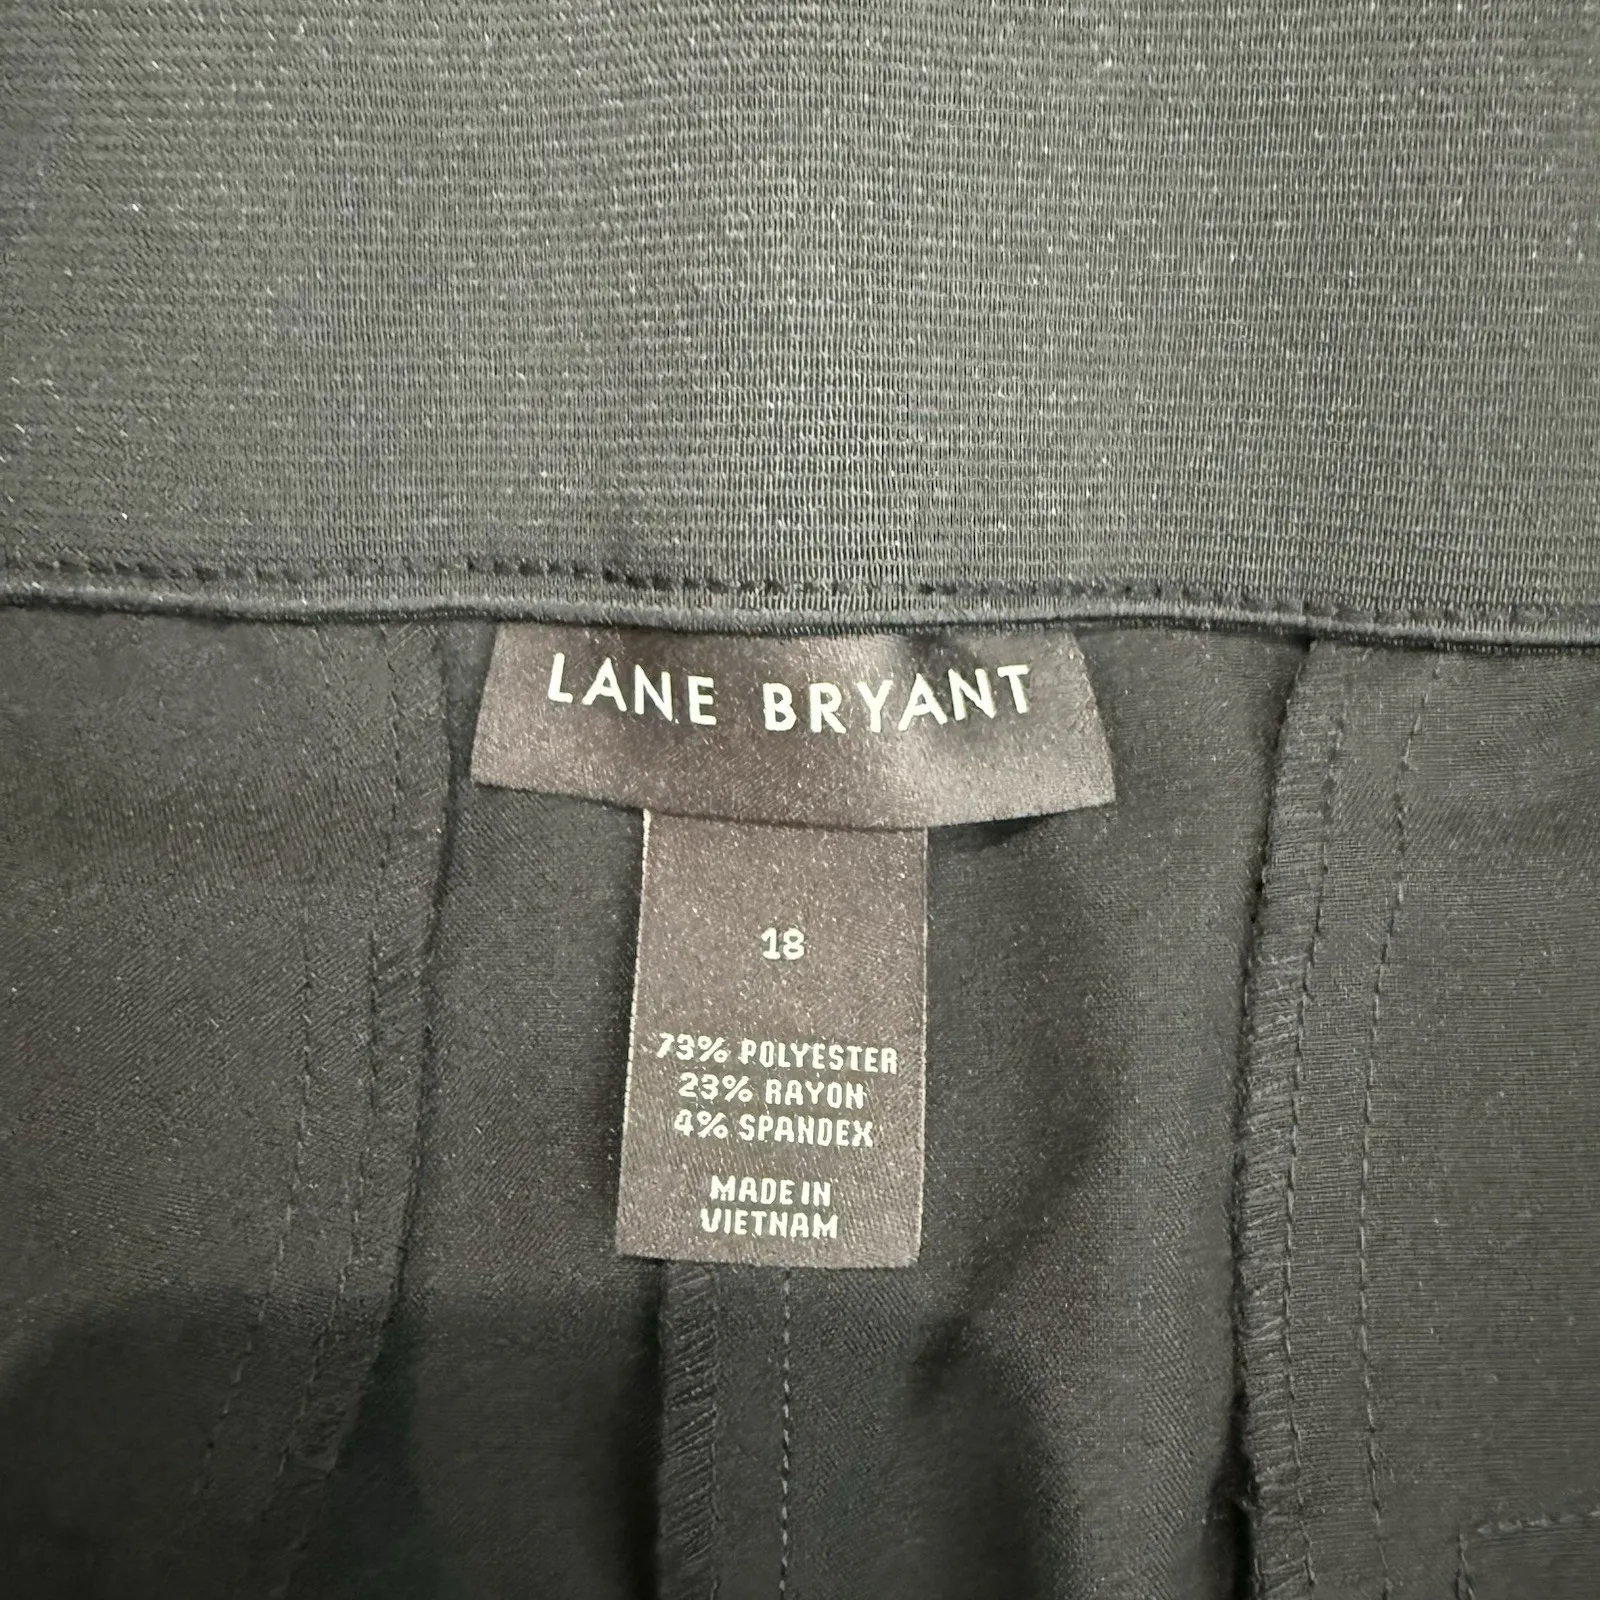 LANE BRYANT
18
73% POLYESTER
23% RAYON
4% SPANDEX
MADE IN
VIETNAM